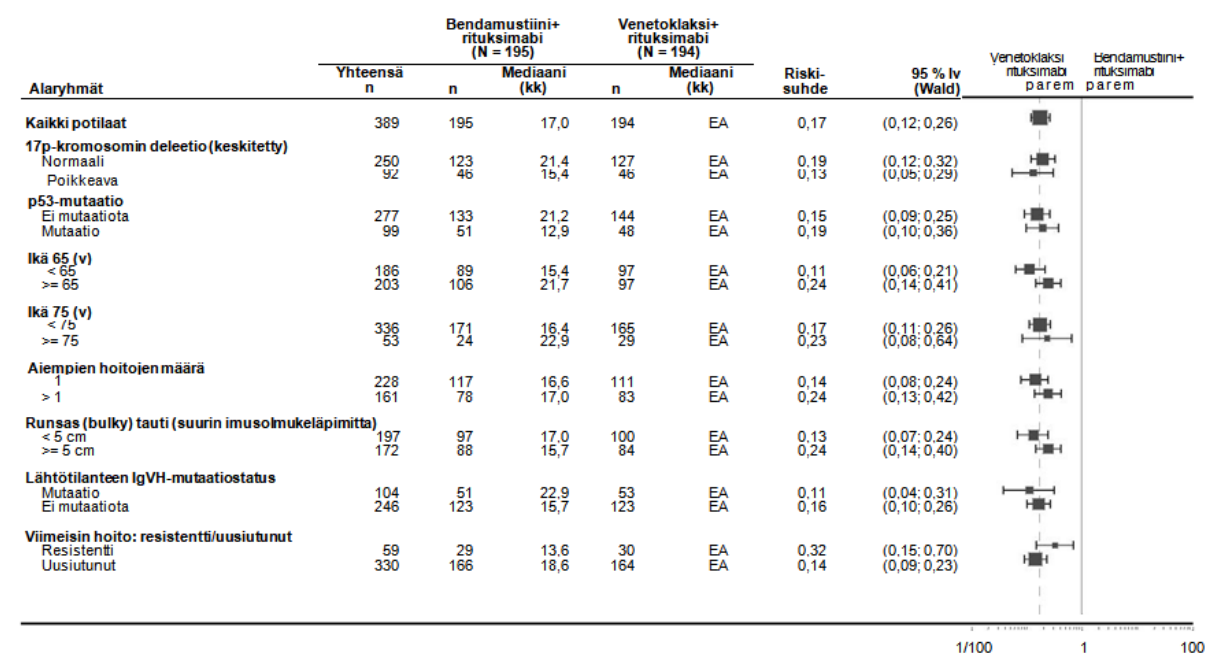 Bendamustiini+ Venetoklaksi+
rituksimabi rituksimabi
(N = 195) (N = 194)
Venetoklaksi Bendamustiini+
rituksimabi rituksimabi
parem parem
Yhteensä Mediaani Mediaani Riski- 95 % lv
Alaryhmät n n (kk) n (kk) suhde (Wald)
Kaikki potilaat 389 195 17,0 194 EA 0,17 (0,12; 0,26)
17p-kromosomin deleetio (keskitetty)
Normaali 250 123 21,4 127 EA 0,19 (0,12; 0,32)
Poikkeava 92 46 15,4 46 EA 0,13 (0,05; 0,29)
p53-mutaatio
Ei mutaatiota 277 133 21,2 144 EA 0,15 (0,09; 0,25)
Mutaatio 99 51 12,9 48 EA 0,19 (0,10; 0,36)
Ikä 65 (v)
< 65 186 89 15,4 97 EA 0,11 (0,06; 0,21)
>= 65 203 106 21,7 97 EA 0,24 (0,14; 0,41)
Ikä 75 (v)
< 75 336 171 16,4 165 EA 0,17 (0,11; 0,26)
>= 75 53 24 22,9 29 EA 0,23 (0,08; 0,64)
Aiempien hoitojen määrä
1 228 117 16,6 111 EA 0,14 (0,08; 0,24)
> 1 161 78 17,0 83 EA 0,24 (0,13; 0,42)
Runsas (bulky) tauti (suurin imusolmukeläpimitta)
< 5 cm 197 97 17,0 100 EA 0,13 (0,07; 0,24)
>= 5 cm 172 88 15,7 84 EA 0,24 (0,14; 0,40)
Lähtötilanteen IgVH-mutaatiostatus
Mutaatio 104 51 22,9 53 EA 0,11 (0,04; 0,31)
Ei mutaatiota 246 123 15,7 123 EA 0,16 (0,10; 0,26)
Viimeisin hoito: resistentti/uusiutunut
Resistentti 59 29 13,6 30 EA 0,32 (0,15; 0,70)
Uusiutunut 330 166 18,6 164 EA 0,14 (0,09; 0,23)
1/100 1 100